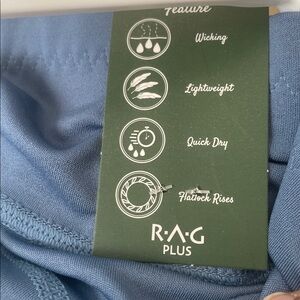 Feature
Wicking
Lightweight
Quick Dry
Flatlock Rises
R·A·G
PLUS